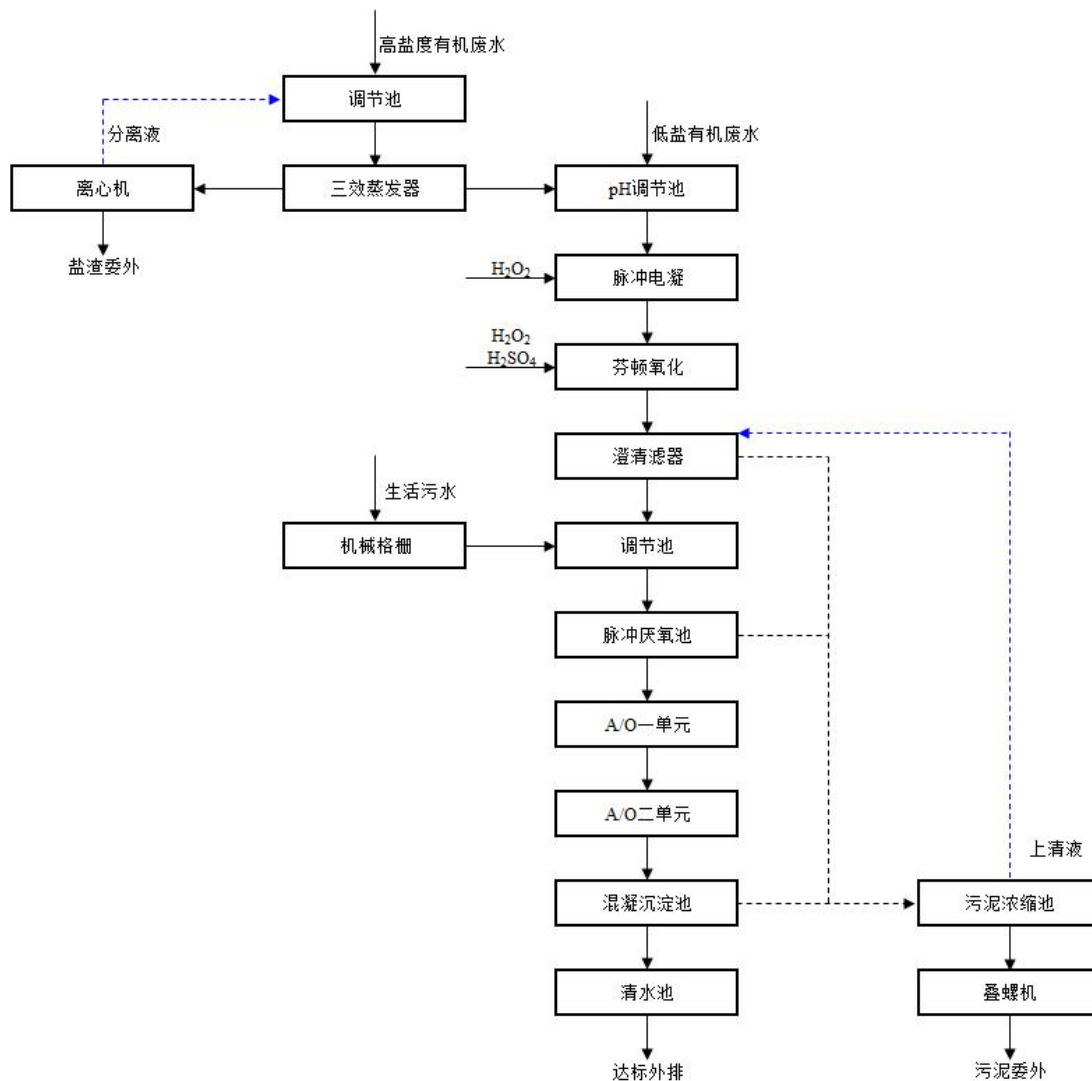 高盐度有机废水
调节池
分离液
低盐有机废水
离心机
三效蒸发器
pH调节池
盐渣委外
H₂O₂
脉冲电凝
H₂O₂
H₂SO₄
芬顿氧化
澄清滤器
生活污水
机械格栅
调节池
脉冲厌氧池
A/O一单元
A/O二单元
上清液
混凝沉淀池
污泥浓缩池
清水池
叠螺机
达标外排
污泥委外